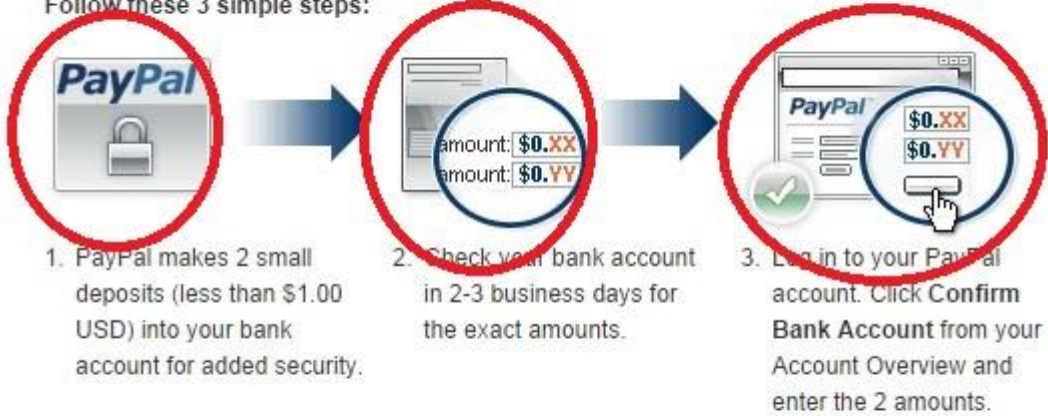 Follow these 3 simple steps:
PayPal
amount: $0.XX
amount: $0.YY
PayPal
$0.XX
$0.YY
1. PayPal makes 2 small
deposits (less than $1.00
USD) into your bank
account for added security.
2. Check your bank account
in 2-3 business days for
the exact amounts.
3. Log in to your PayPal
account. Click Confirm
Bank Account from your
Account Overview and
enter the 2 amounts.